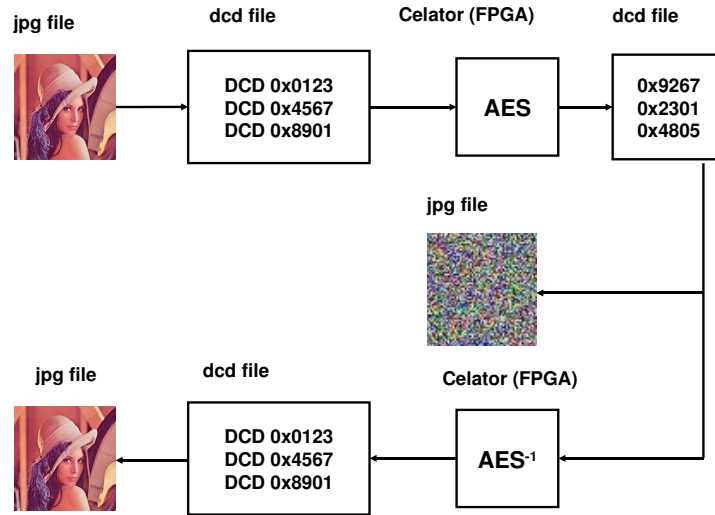 jpg file
dcd file
Celator (FPGA)
dcd file
DCD 0x0123
DCD 0x4567
DCD 0x8901
AES
0x9267
0x2301
0x4805
jpg file
jpg file
dcd file
Celator (FPGA)
DCD 0x0123
DCD 0x4567
DCD 0x8901
AES⁻¹